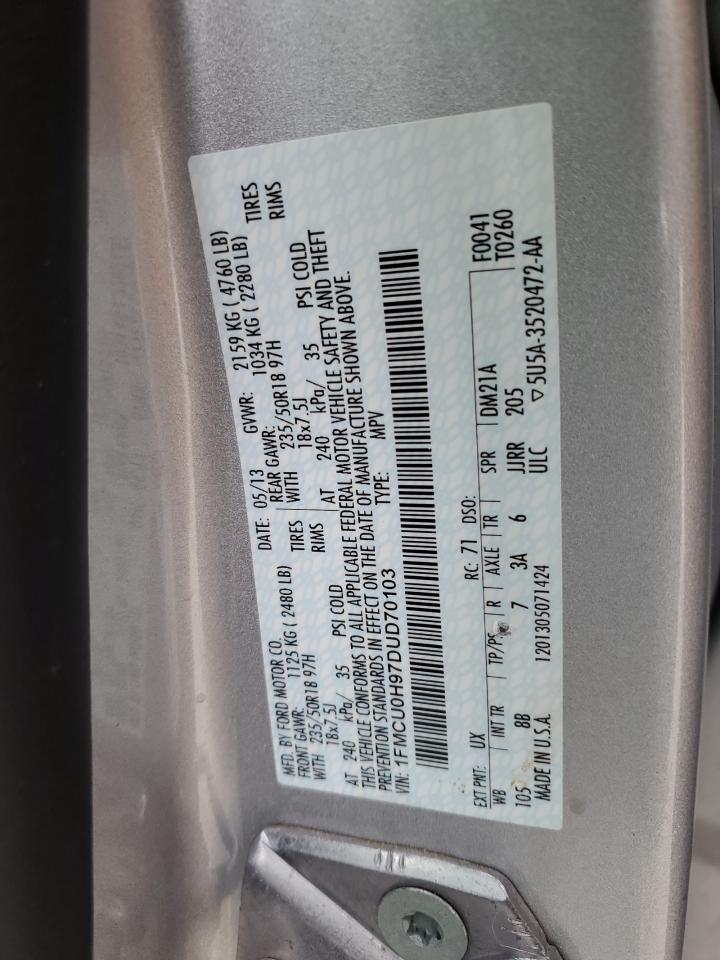 MFD. BY FORD MOTOR CO.
DATE: 05/13 GVWR: 2159 KG ( 4760 LB)
FRONT GAWR: 1125 KG ( 2480 LB) REAR GAWR: 1034 KG ( 2280 LB)
WITH 235/50R18 97H TIRES WITH 235/50R18 97H TIRES
18x7.5J RIMS 18x7.5J RIMS
AT 240 kPa/ 35 PSI COLD AT 240 kPa/ 35 PSI COLD
THIS VEHICLE CONFORMS TO ALL APPLICABLE FEDERAL MOTOR VEHICLE SAFETY AND THEFT
PREVENTION STANDARDS IN EFFECT ON THE DATE OF MANUFACTURE SHOWN ABOVE.
VIN: 1FMCU0H97DUD70103 TYPE: MPV
F0041
T0260
EXT PNT: UX RC: 71 DSO:
WB INT TR TP/PS R AXLE TR SPR DM21A
105 8B 7 3A 6 JJRR 205
MADE IN U.S.A. 1201305071424 ULC ▽5U5A-3520472-AA